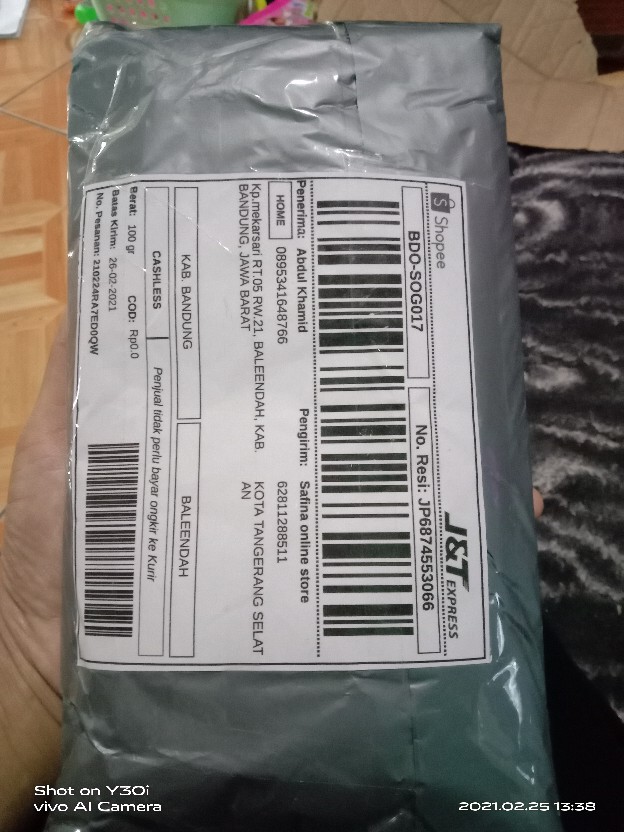 Shopee
J&T EXPRESS
BDO-SOG017
No. Resi: JP6874553066
Penerima: Abdul Khamid
Pengirim: Safina online store
HOME
0895341648766
62811288511
Kp.mekarsari RT.05 RW.21, BALEENDAH, KAB.
BANDUNG, JAWA BARAT
KOTA TANGERANG SELAT
AN
KAB. BANDUNG
BALEENDAH
CASHLESS
Penjual tidak perlu bayar ongkir ke Kurir
Berat: 100 gr
COD: Rp0.0
Batas Kirim: 26-02-2021
No. Pesanan: 210224RA7ED0QW
Shot on Y30i
vivo AI Camera
2021.02.25 13:38